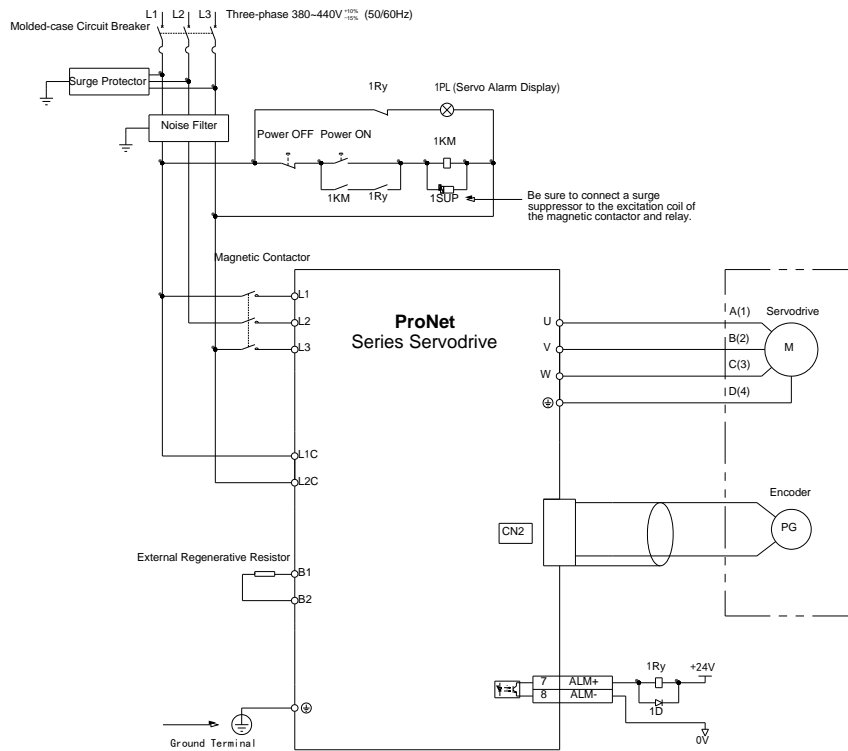 L1 L2 L3 Three-phase 380~440V +10% -15% (50/60Hz)
Molded-case Circuit Breaker
Surge Protector
Noise Filter
1Ry
1PL (Servo Alarm Display)
Power OFF Power ON
1KM
1KM
1Ry
1SUP
Be sure to connect a surge
suppressor to the excitation coil of
the magnetic contactor and relay.
Magnetic Contactor
L1
L2
L3
ProNet
Series Servodrive
U
V
W
A(1)
B(2)
C(3)
D(4)
Servodrive
M
L1C
L2C
CN2
Encoder
PG
External Regenerative Resistor
B1
B2
7 ALM+
8 ALM-
1Ry
+24V
1D
0V
Ground Terminal